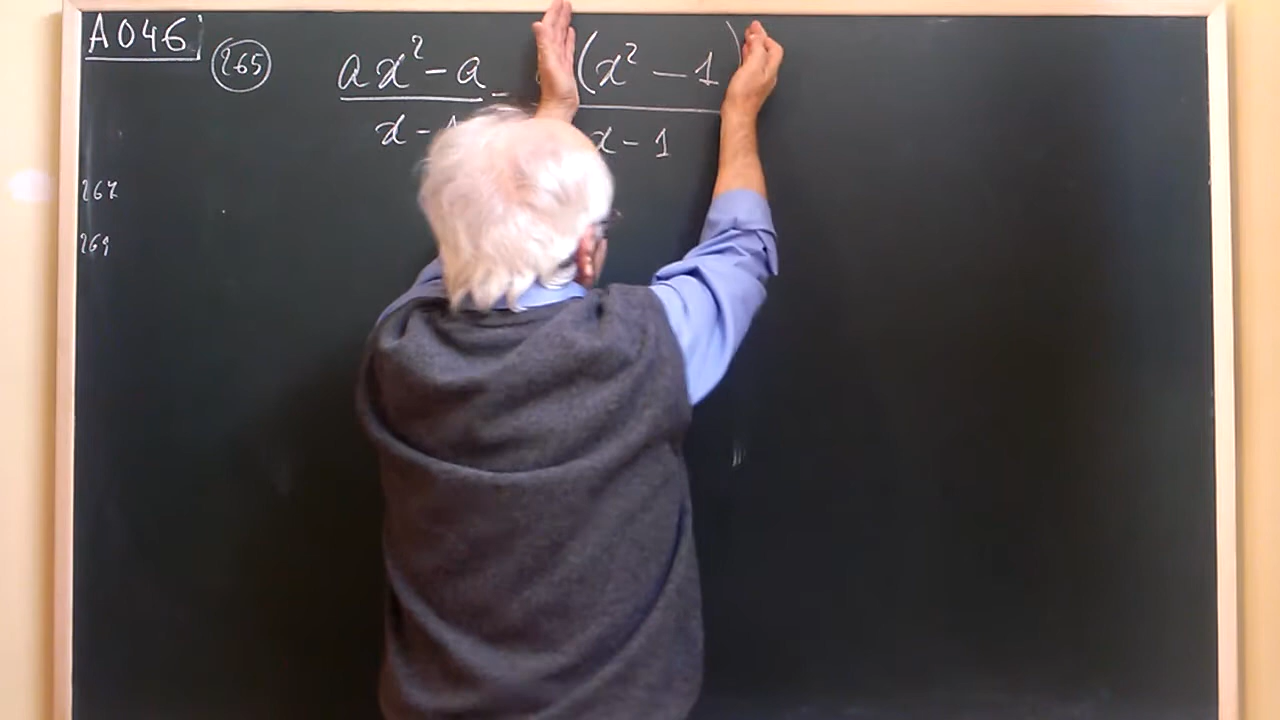 A046
265
ax² - a = (x² - 1)
x - 1 x - 1
267
269